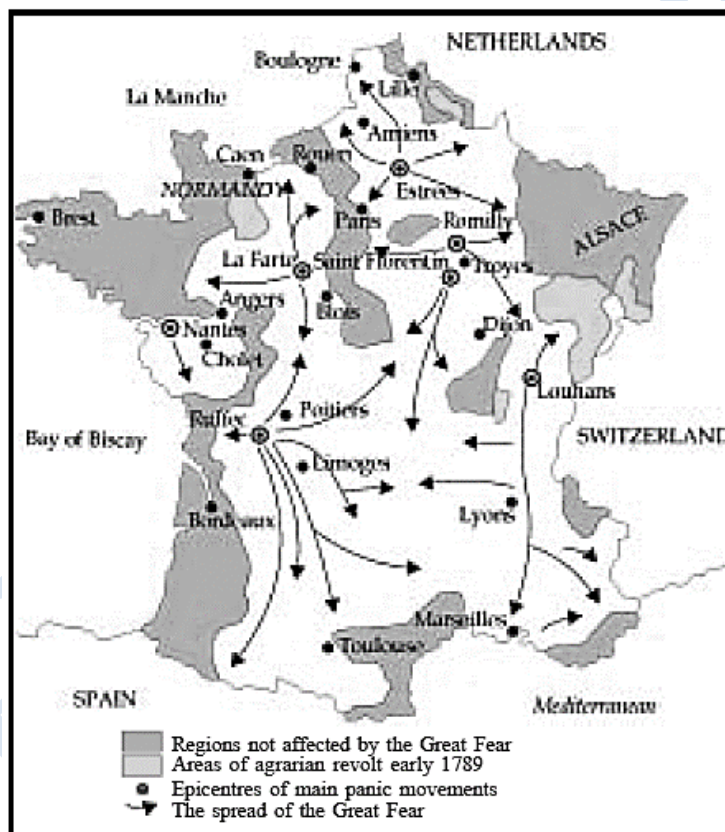 NETHERLANDS
Boulogne
Lille
La Manche
Amiens
Caen
Rouen
NORMANDY
Estrees
Brest
Paris
Romilly
ALSACE
La Farte
Saint Florentin
Troyes
Angers
Blois
Nantes
Dijon
Cholet
Louhans
Ruffec
Poitiers
Bay of Biscay
SWITZERLAND
Limoges
Lyons
Bordeaux
Marseilles
Toulouse
SPAIN
Mediterranean
Regions not affected by the Great Fear
Areas of agrarian revolt early 1789
Epicentres of main panic movements
The spread of the Great Fear